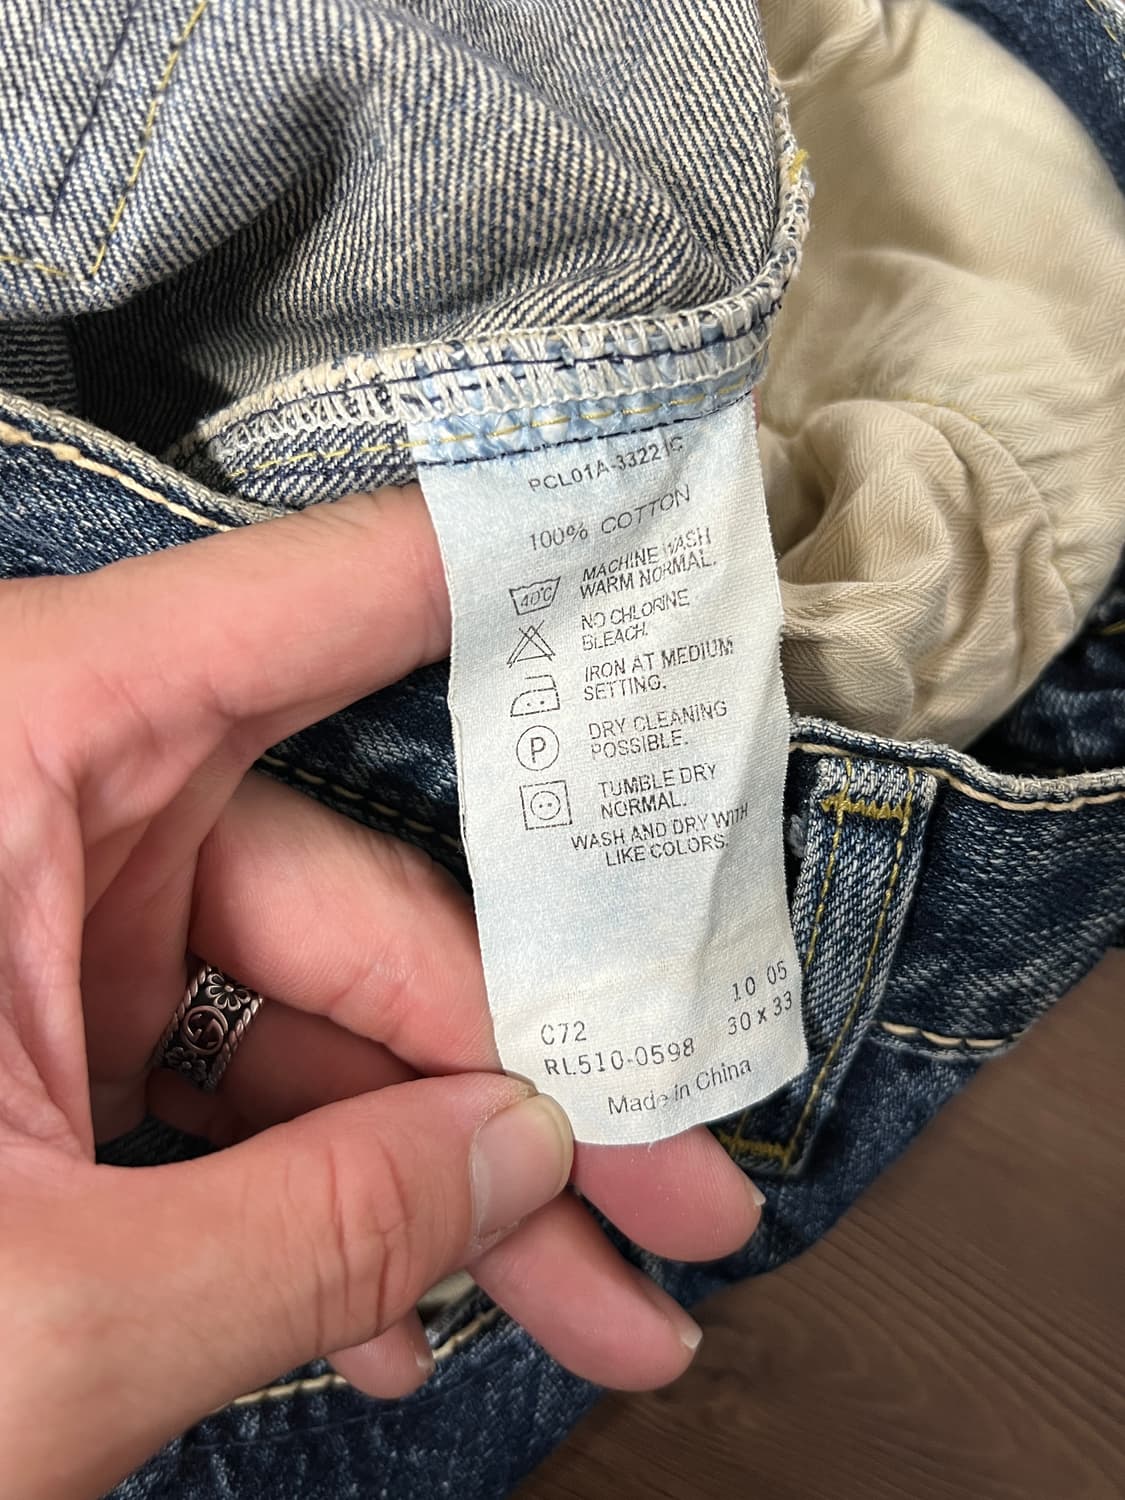 PCL01A-3322IC
100% COTTON
40°C
MACHINE WASH
WARM NORMAL.
NO CHLORINE
BLEACH.
IRON AT MEDIUM
SETTING.
P
DRY CLEANING
POSSIBLE.
TUMBLE DRY
NORMAL.
WASH AND DRY WITH
LIKE COLORS.
10 05
C72 30 x 33
RL510-0598
Made in China